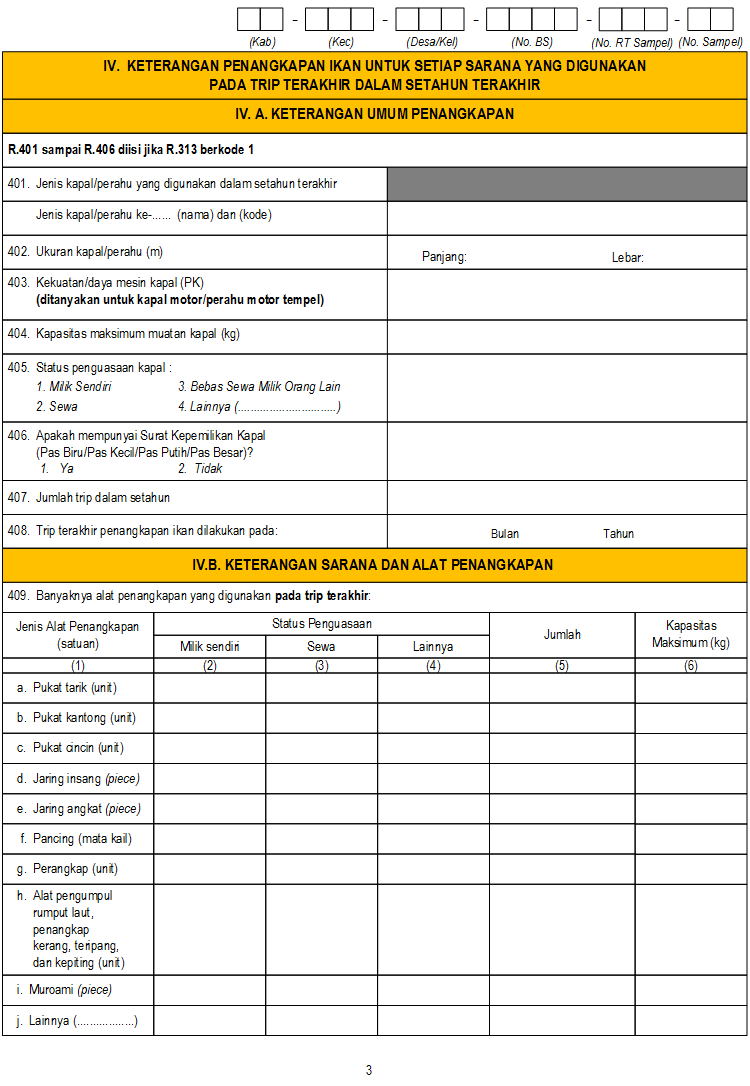 - - - - -
(Kab) (Kec) (Desa/Kel) (No. BS) (No. RT Sampel) (No. Sampel)
IV. KETERANGAN PENANGKAPAN IKAN UNTUK SETIAP SARANA YANG DIGUNAKAN
PADA TRIP TERAKHIR DALAM SETAHUN TERAKHIR
IV. A. KETERANGAN UMUM PENANGKAPAN
R.401 sampai R.406 diisi jika R.313 berkode 1
401. Jenis kapal/perahu yang digunakan dalam setahun terakhir
Jenis kapal/perahu ke-...... (nama) dan (kode)
402. Ukuran kapal/perahu (m) Panjang: Lebar:
403. Kekuatan/daya mesin kapal (PK)
(ditanyakan untuk kapal motor/perahu motor tempel)
404. Kapasitas maksimum muatan kapal (kg)
405. Status penguasaan kapal :
1. Milik Sendiri 3. Bebas Sewa Milik Orang Lain
2. Sewa 4. Lainnya (...............................)
406. Apakah mempunyai Surat Kepemilikan Kapal
(Pas Biru/Pas Kecil/Pas Putih/Pas Besar)?
1. Ya 2. Tidak
407. Jumlah trip dalam setahun
408. Trip terakhir penangkapan ikan dilakukan pada: Bulan Tahun
IV.B. KETERANGAN SARANA DAN ALAT PENANGKAPAN
409. Banyaknya alat penangkapan yang digunakan pada trip terakhir:
Jenis Alat Penangkapan (satuan) Status Penguasaan Jumlah Kapasitas Maksimum (kg)
Milik sendiri Sewa Lainnya
(1) (2) (3) (4) (5) (6)
a. Pukat tarik (unit)
b. Pukat kantong (unit)
c. Pukat cincin (unit)
d. Jaring insang (piece)
e. Jaring angkat (piece)
f. Pancing (mata kail)
g. Perangkap (unit)
h. Alat pengumpul
rumput laut,
penangkap
kerang, teripang,
dan kepiting (unit)
i. Muroami (piece)
j. Lainnya (..................)
3